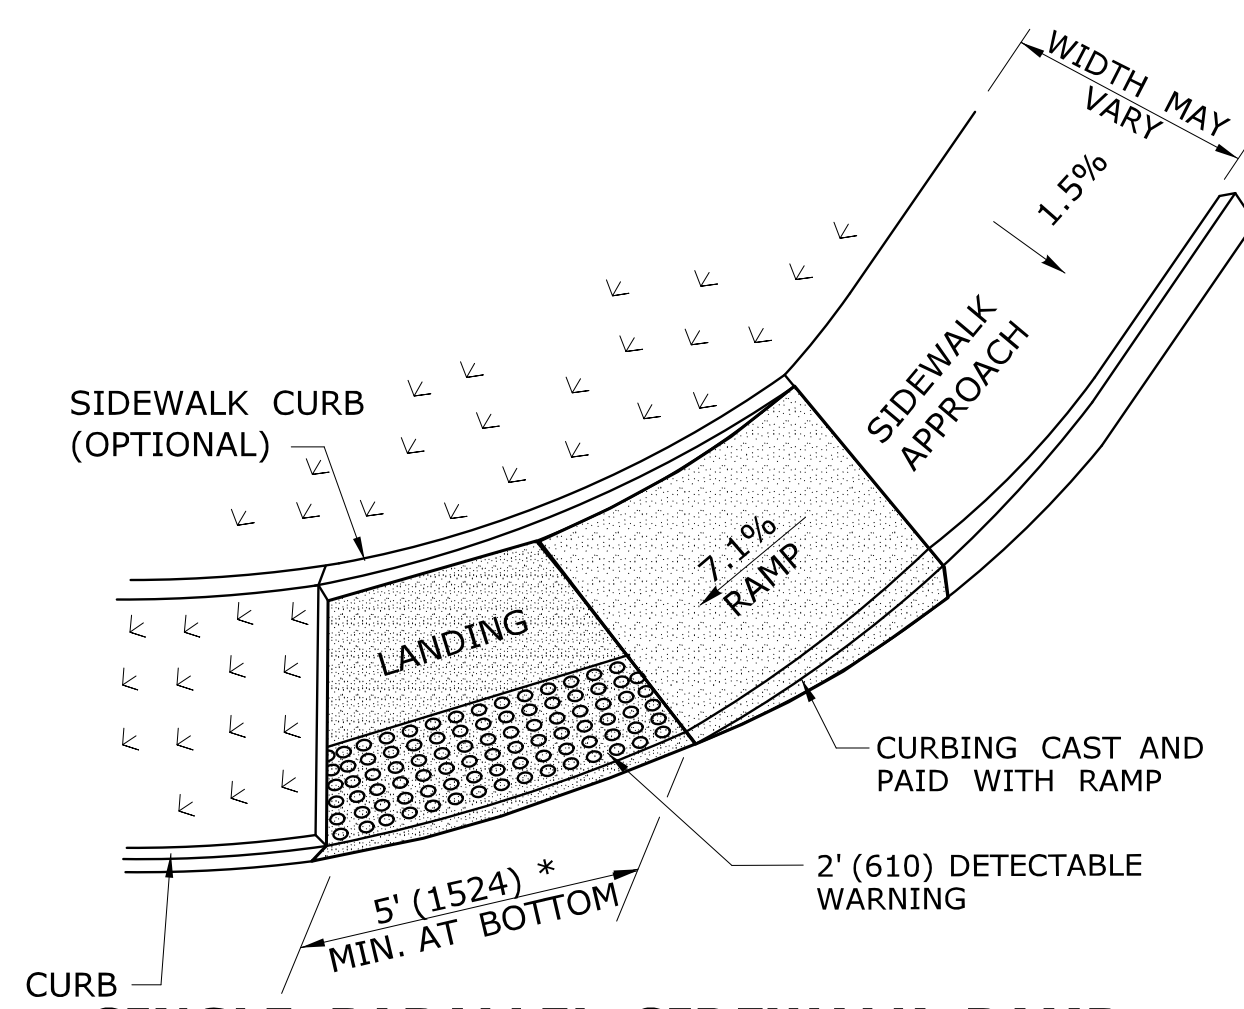 WIDTH MAY
VARY
1.5%
SIDEWALK
APPROACH
SIDEWALK CURB
(OPTIONAL)
7.1%
RAMP
LANDING
CURBING CAST AND
PAID WITH RAMP
2' (610) DETECTABLE
WARNING
5' (1524) *
MIN. AT BOTTOM
CURB